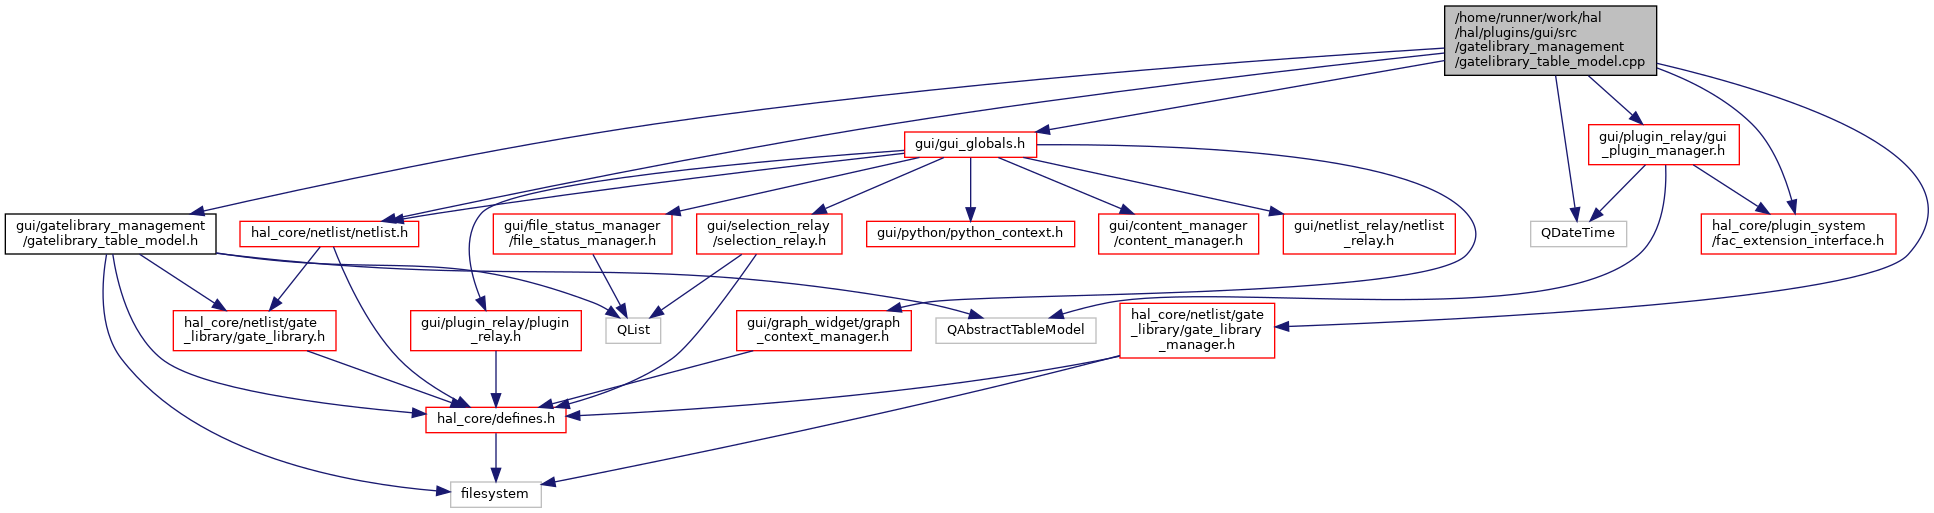 /home/runner/work/hal
/hal/plugins/gui/src
/gatelibrary_management
/gatelibrary_table_model.cpp
gui/gui_globals.h
gui/plugin_relay/gui
_plugin_manager.h
gui/gatelibrary_management
/gatelibrary_table_model.h
hal_core/netlist/netlist.h
gui/file_status_manager
/file_status_manager.h
gui/selection_relay
/selection_relay.h
gui/python/python_context.h
gui/content_manager
/content_manager.h
gui/netlist_relay/netlist
_relay.h
QDateTime
hal_core/plugin_system
/fac_extension_interface.h
hal_core/netlist/gate
_library/gate_library.h
gui/plugin_relay/plugin
_relay.h
QList
gui/graph_widget/graph
_context_manager.h
QAbstractTableModel
hal_core/netlist/gate
_library/gate_library
_manager.h
hal_core/defines.h
filesystem